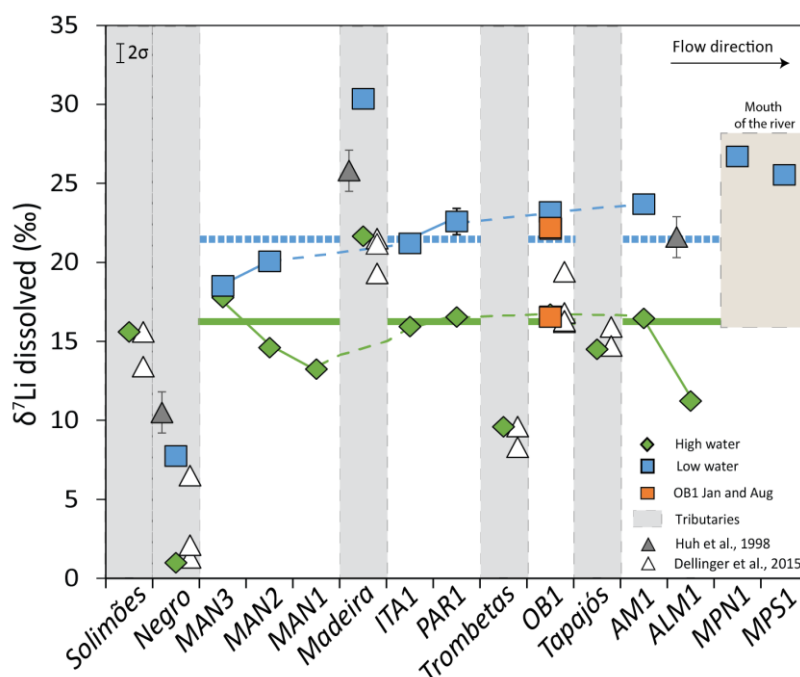 δ⁷Li dissolved (‰)
35
30
25
20
15
10
5
0
2σ
Flow direction
Mouth
of the river
High water
Low water
OB1 Jan and Aug
Tributaries
Huh et al., 1998
Dellinger et al., 2015
Solimões
Negro
MAN3
MAN2
MAN1
Madeira
ITA1
PAR1
Trombetas
OB1
Tapajós
AM1
ALM1
MPN1
MPS1